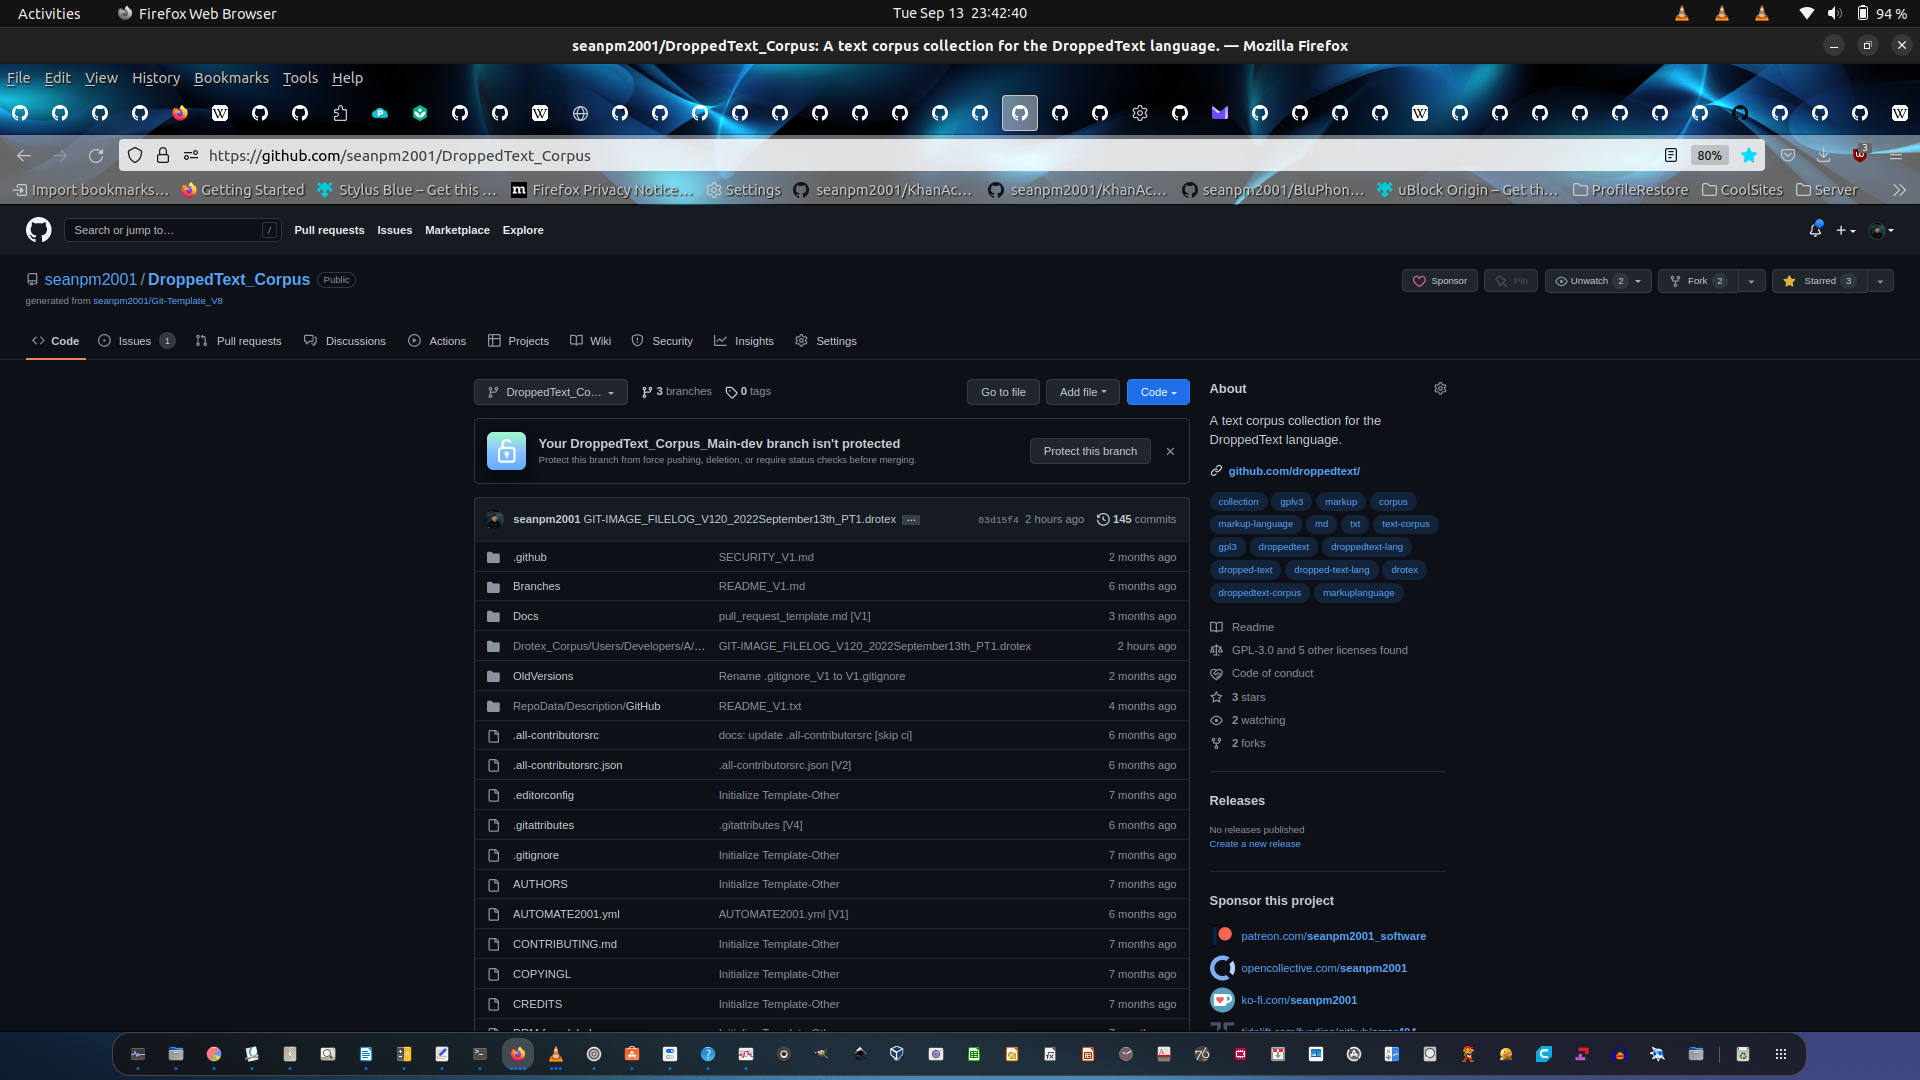 Activities
Firefox Web Browser
Tue Sep 13 23:42:40
94 %
seanpm2001/DroppedText_Corpus: A text corpus collection for the DroppedText language. — Mozilla Firefox
File Edit View History Bookmarks Tools Help
https://github.com/seanpm2001/DroppedText_Corpus
80%
3
Import bookmarks…
Getting Started
Stylus Blue – Get this …
Firefox Privacy Notice…
Settings
seanpm2001/KhanAc…
seanpm2001/KhanAc…
seanpm2001/BluPhon…
uBlock Origin – Get th…
ProfileRestore
CoolSites
Server
Search or jump to…
/
Pull requests
Issues
Marketplace
Explore
seanpm2001 / DroppedText_Corpus
Public
generated from seanpm2001/Git-Template_V8
Sponsor
Pin
Unwatch 2
Fork 2
Starred 3
Code
Issues 1
Pull requests
Discussions
Actions
Projects
Wiki
Security
Insights
Settings
DroppedText_Co…
3 branches
0 tags
Go to file
Add file
Code
Your DroppedText_Corpus_Main-dev branch isn't protected
Protect this branch from force pushing, deletion, or require status checks before merging.
Protect this branch
seanpm2001 GIT-IMAGE_FILELOG_V120_2022September13th_PT1.drotex …
03d15f4 2 hours ago
145 commits
.github SECURITY_V1.md 2 months ago
Branches README_V1.md 6 months ago
Docs pull_request_template.md [V1] 3 months ago
Drotex_Corpus/Users/Developers/A/… GIT-IMAGE_FILELOG_V120_2022September13th_PT1.drotex 2 hours ago
OldVersions Rename .gitignore_V1 to V1.gitignore 2 months ago
RepoData/Description/GitHub README_V1.txt 4 months ago
.all-contributorsrc docs: update .all-contributorsrc [skip ci] 6 months ago
.all-contributorsrc.json .all-contributorsrc.json [V2] 6 months ago
.editorconfig Initialize Template-Other 7 months ago
.gitattributes .gitattributes [V4] 6 months ago
.gitignore Initialize Template-Other 7 months ago
AUTHORS Initialize Template-Other 7 months ago
AUTOMATE2001.yml AUTOMATE2001.yml [V1] 6 months ago
CONTRIBUTING.md Initialize Template-Other 7 months ago
COPYINGL Initialize Template-Other 7 months ago
CREDITS Initialize Template-Other 7 months ago
About
A text corpus collection for the
DroppedText language.
github.com/droppedtext/
collection gplv3 markup corpus
markup-language md txt text-corpus
gpl3 droppedtext droppedtext-lang
dropped-text dropped-text-lang drotex
droppedtext-corpus markuplanguage
Readme
GPL-3.0 and 5 other licenses found
Code of conduct
3 stars
2 watching
2 forks
Releases
No releases published
Create a new release
Sponsor this project
patreon.com/seanpm2001_software
opencollective.com/seanpm2001
ko-fi.com/seanpm2001